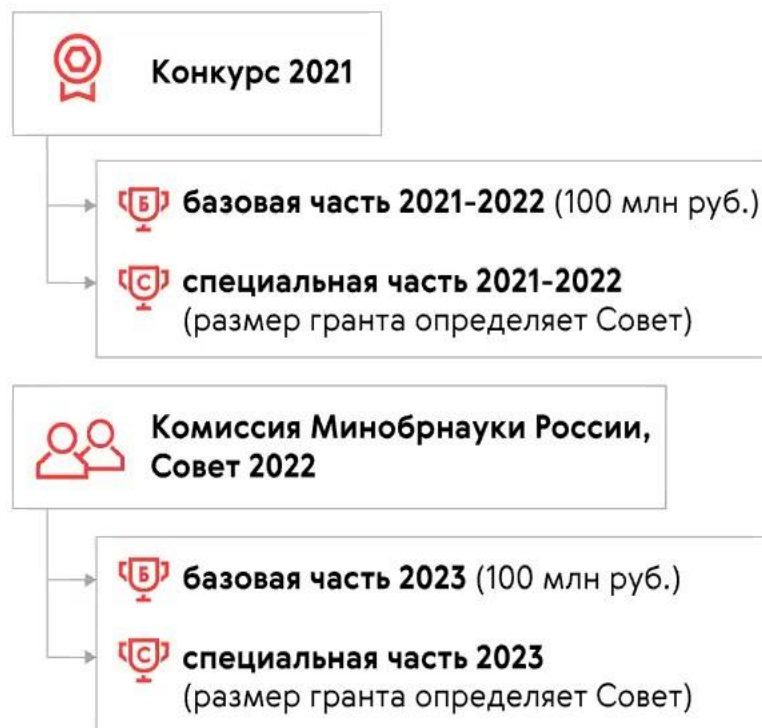 Конкурс 2021
Б базовая часть 2021-2022 (100 млн руб.)
С специальная часть 2021-2022
(размер гранта определяет Совет)
Комиссия Минобрнауки России,
Совет 2022
Б базовая часть 2023 (100 млн руб.)
С специальная часть 2023
(размер гранта определяет Совет)